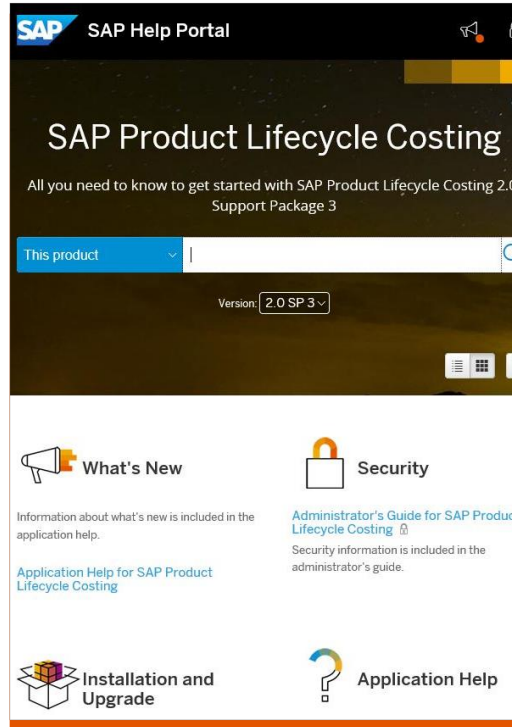 SAP SAP Help Portal
SAP Product Lifecycle Costing
All you need to know to get started with SAP Product Lifecycle Costing 2.0
Support Package 3
This product
Version: 2.0 SP 3
What's New
Information about what's new is included in the
application help.
Application Help for SAP Product
Lifecycle Costing
Security
Administrator's Guide for SAP Produc
Lifecycle Costing
Security information is included in the
administrator's guide.
Installation and
Upgrade
Application Help